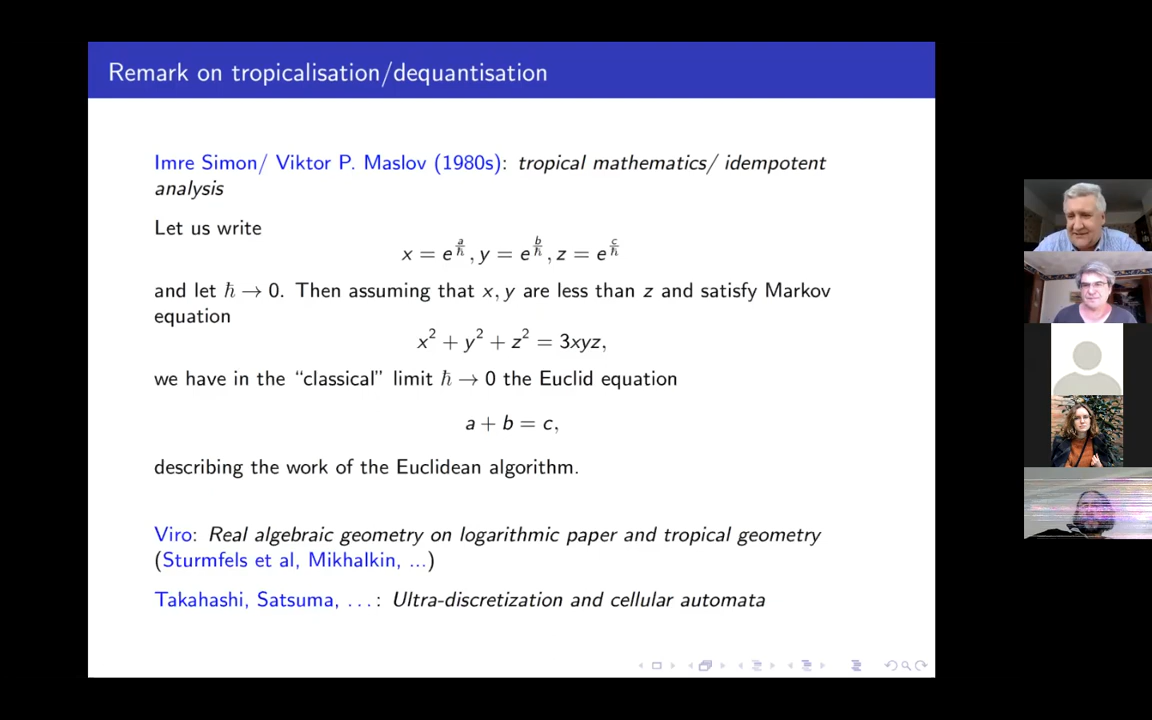 Remark on tropicalisation/dequantisation
Imre Simon/ Viktor P. Maslov (1980s): tropical mathematics/ idempotent
analysis
Let us write
x = e^{a/ℏ}, y = e^{b/ℏ}, z = e^{c/ℏ}
and let ℏ → 0. Then assuming that x, y are less than z and satisfy Markov
equation
x² + y² + z² = 3xyz,
we have in the “classical” limit ℏ → 0 the Euclid equation
a + b = c,
describing the work of the Euclidean algorithm.
Viro: Real algebraic geometry on logarithmic paper and tropical geometry
(Sturmfels et al, Mikhalkin, ...)
Takahashi, Satsuma, . . . : Ultra-discretization and cellular automata